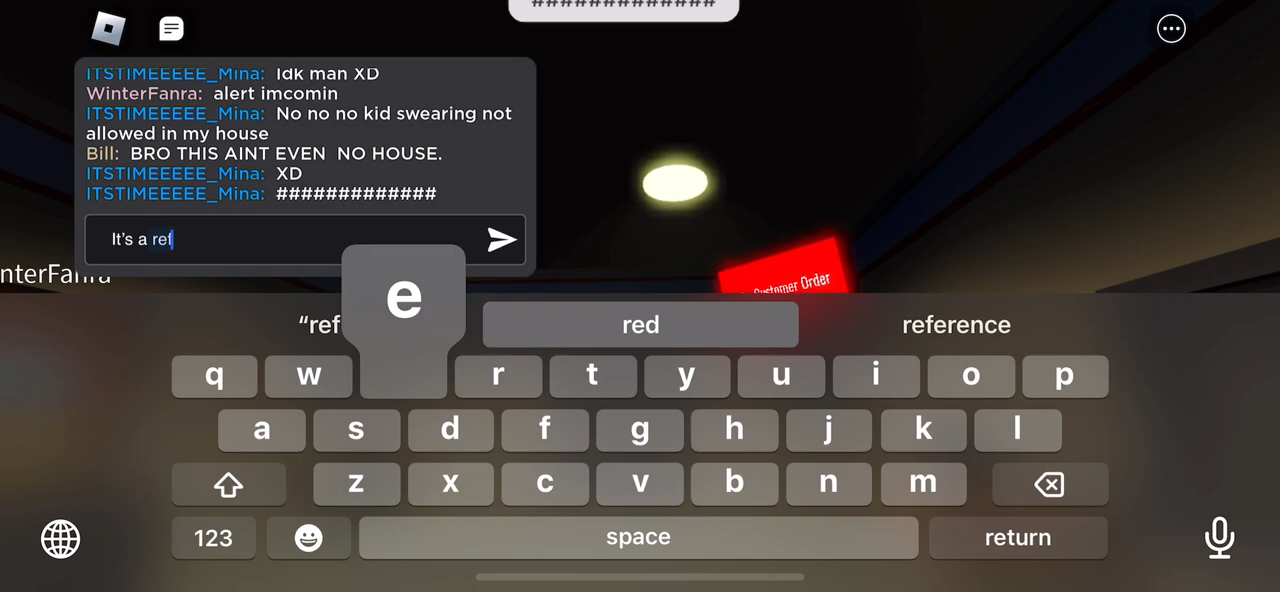 #############
ITSTIMEEEEE_Mina: Idk man XD
WinterFanra: alert imcomin
ITSTIMEEEEE_Mina: No no no kid swearing not
allowed in my house
Bill: BRO THIS AINT EVEN NO HOUSE.
ITSTIMEEEEE_Mina: XD
ITSTIMEEEEE_Mina: #############
It's a ref
nterFanra
Customer Order
e
“ref red reference
q w r t y u i o p
a s d f g h j k l
z x c v b n m
123 space return